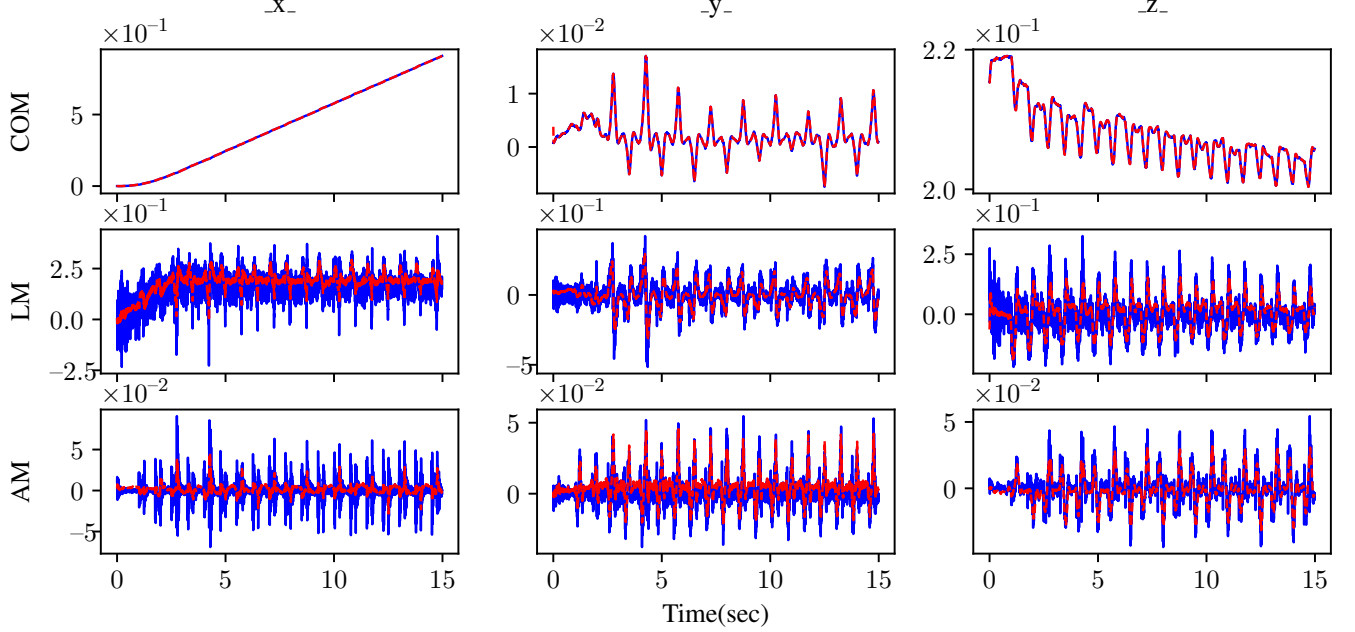 _x_ _y_ _z_
×10⁻¹ ×10⁻² ×10⁻¹
COM 5 0 1 0 2.2 2.0
×10⁻¹ ×10⁻¹ ×10⁻¹
LM 2.5 0.0 −2.5 0 −5 2.5 0.0
×10⁻² ×10⁻² ×10⁻²
AM 5 0 −5 5 0 5 0
0 5 10 15 0 5 10 15 0 5 10 15
Time(sec)